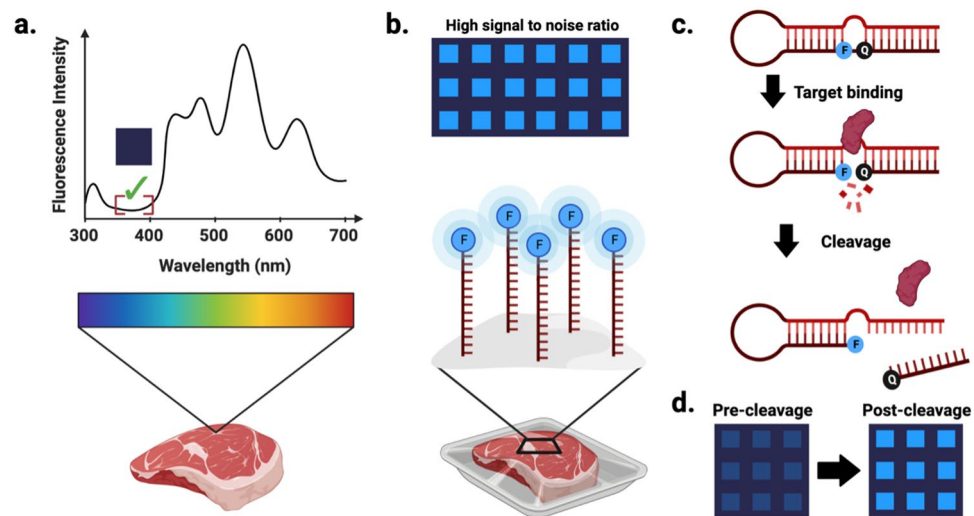 a.
Fluorescence Intensity
300 400 500 600 700
Wavelength (nm)
b.
High signal to noise ratio
F
F
F
F
F
c.
F Q
Target binding
F Q
Cleavage
F
Q
d.
Pre-cleavage
Post-cleavage